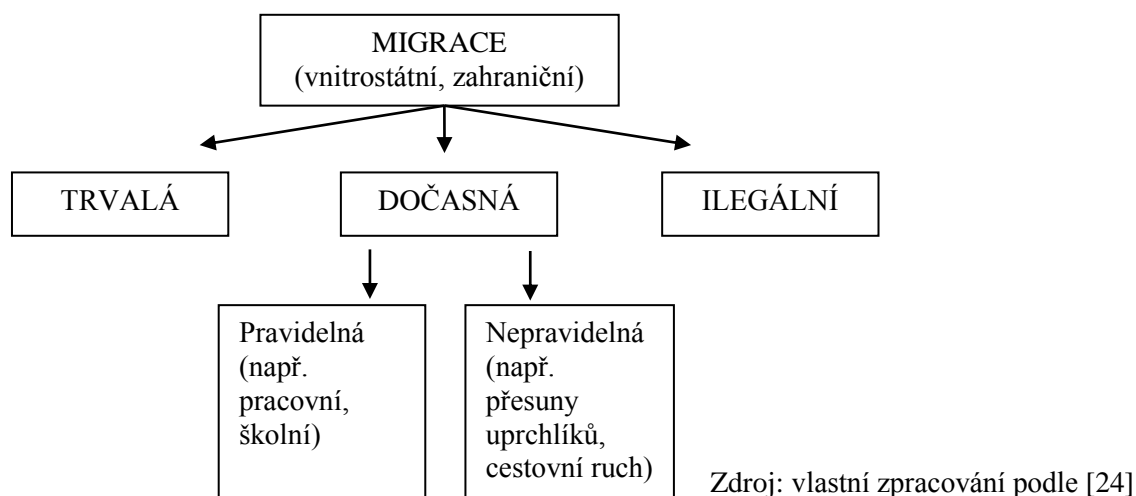 MIGRACE
(vnitrostátní, zahraniční)
TRVALÁ
DOČASNÁ
ILEGÁLNÍ
Pravidelná
(např.
pracovní,
školní)
Nepravidelná
(např.
přesuny
uprchlíků,
cestovní ruch)
Zdroj: vlastní zpracování podle [24]